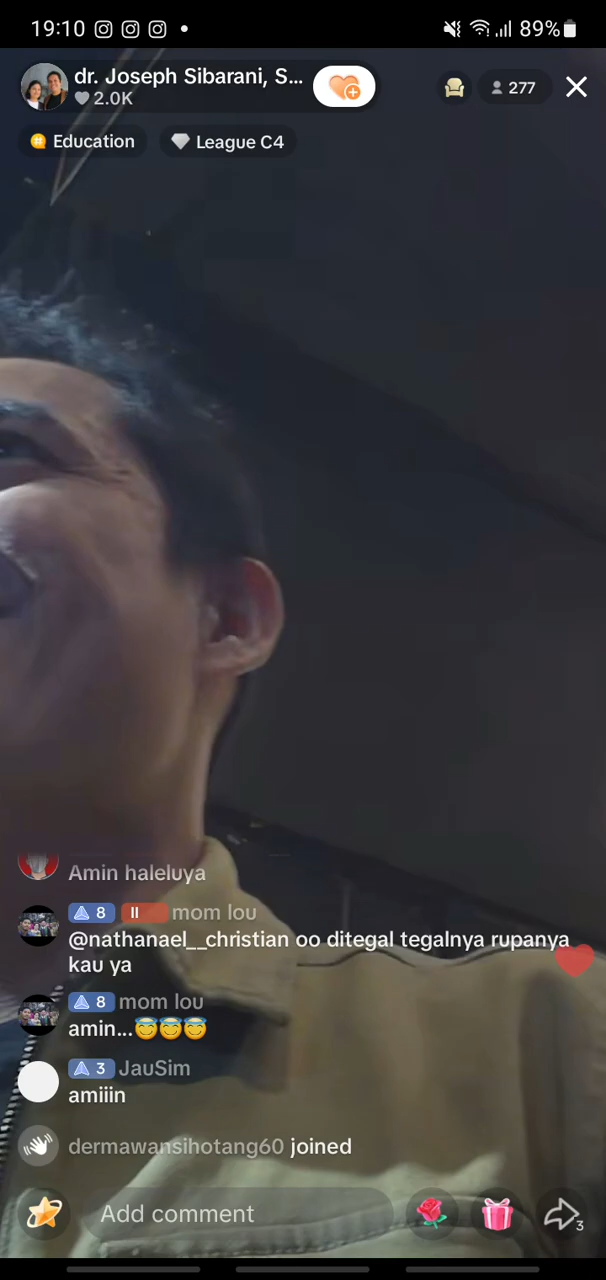 19:10
89%
dr. Joseph Sibarani, S...
2.0K
277
Education
League C4
Amin haleluya
8 II mom lou
@nathanael__christian oo ditegal tegalnya rupanya
kau ya
8 mom lou
amin...😇😇😇
3 JauSim
amiiin
dermawansihotang60 joined
Add comment
3